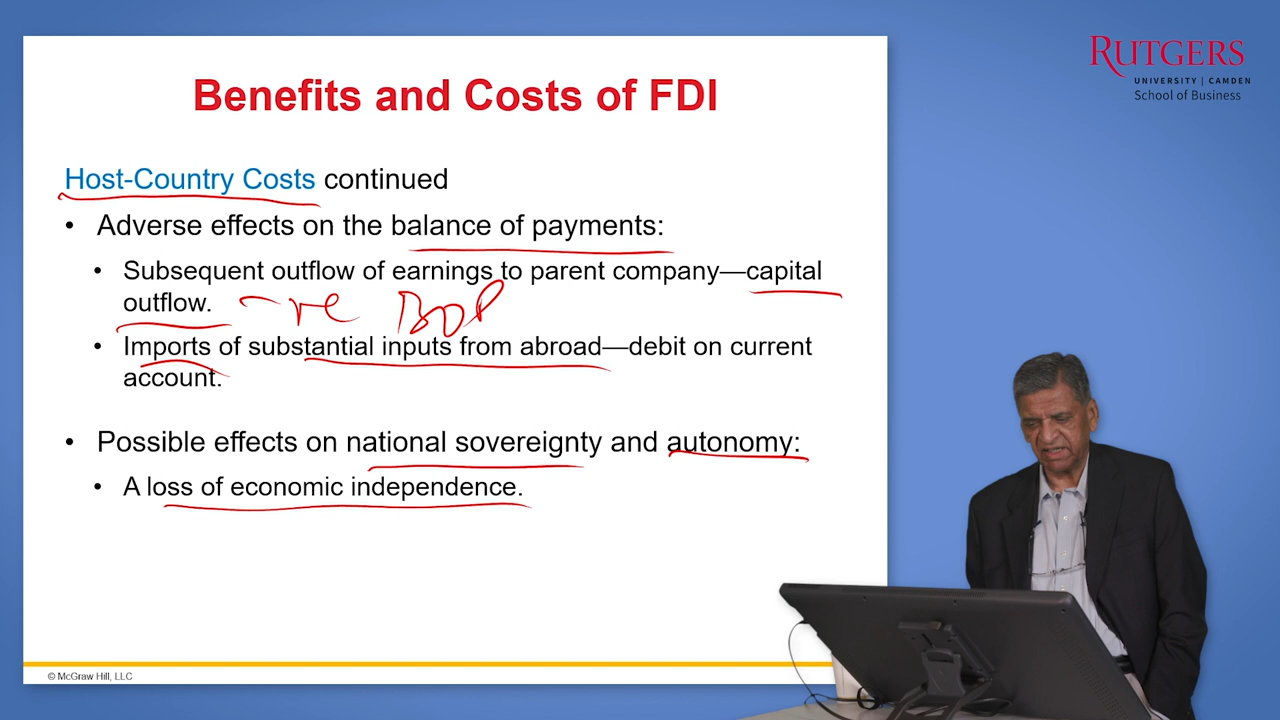 Benefits and Costs of FDI
RUTGERS
UNIVERSITY | CAMDEN
School of Business
Host-Country Costs continued
• Adverse effects on the balance of payments:
• Subsequent outflow of earnings to parent company—capital
outflow. -ve BOP
• Imports of substantial inputs from abroad—debit on current
account.
• Possible effects on national sovereignty and autonomy:
• A loss of economic independence.
© McGraw Hill, LLC